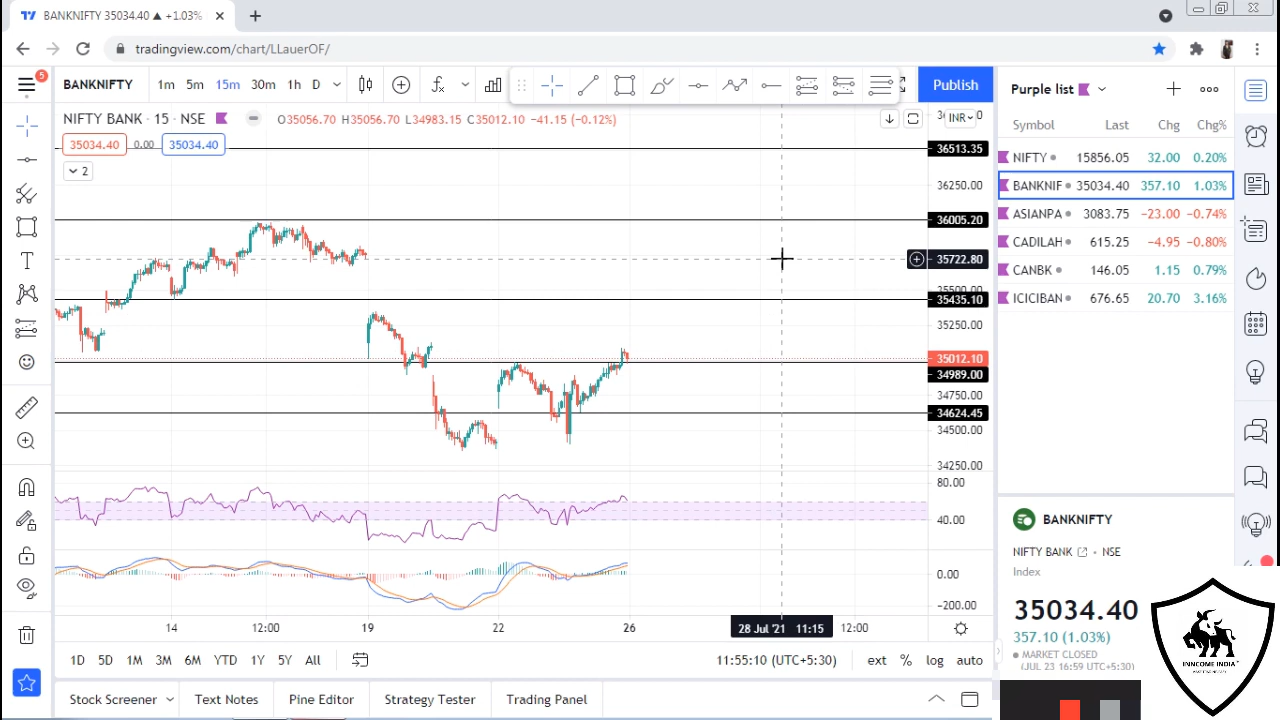 BANKNIFTY 35034.40 ▲ +1.03%
tradingview.com/chart/LLauerOF/
5
BANKNIFTY 1m 5m 15m 30m 1h D Publish
NIFTY BANK · 15 · NSE O35056.70 H35056.70 L34983.15 C35012.10 −41.15 (−0.12%)
35034.40 0.00 35034.40
2
INR
36513.35
36250.00
36005.20
35722.80
35500.00
35435.10
35250.00
35012.10
34989.00
34750.00
34624.45
34500.00
34250.00
80.00
40.00
0.00
−200.00
14 12:00 19 22 26 28 Jul '21 11:15 12:00
1D 5D 1M 3M 6M YTD 1Y 5Y All 11:55:10 (UTC+5:30) ext % log auto
Stock Screener Text Notes Pine Editor Strategy Tester Trading Panel
Purple list
Symbol Last Chg Chg%
NIFTY 15856.05 32.00 0.20%
BANKNIF 35034.40 357.10 1.03%
ASIANPA 3083.75 −23.00 −0.74%
CADILAH 615.25 −4.95 −0.80%
CANBK 146.05 1.15 0.79%
ICICIBAN 676.65 20.70 3.16%
BANKNIFTY
NIFTY BANK · NSE
Index
35034.40
357.10 (1.03%)
MARKET CLOSED
(JUL 23 16:59 UTC+5:30)
INNCOME INDIA